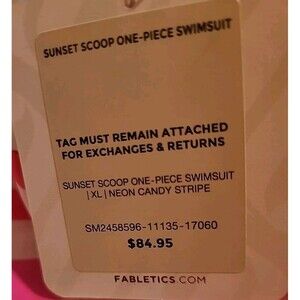 SUNSET SCOOP ONE-PIECE SWIMSUIT
TAG MUST REMAIN ATTACHED
FOR EXCHANGES & RETURNS
SUNSET SCOOP ONE-PIECE SWIMSUIT
| XL | NEON CANDY STRIPE
SM2458596-11135-17060
$84.95
FABLETICS.COM